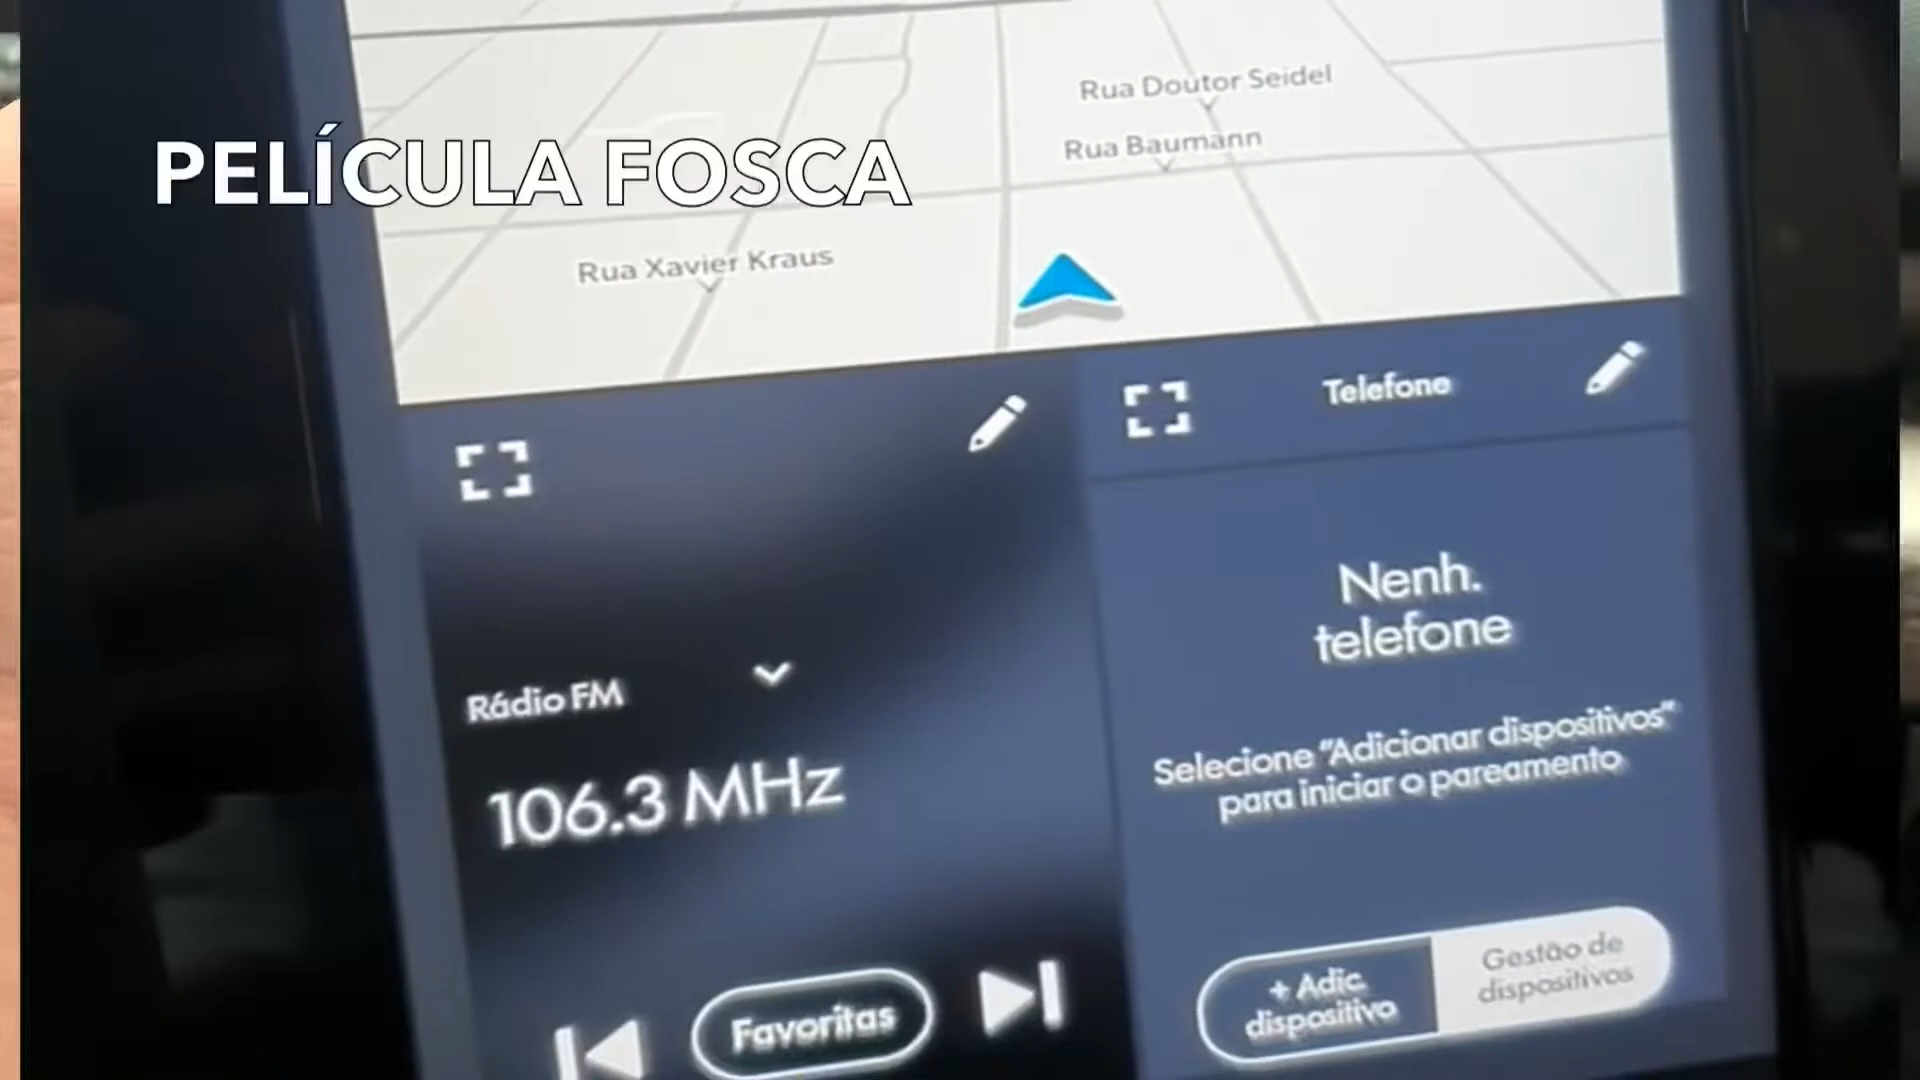 Rua Doutor Seidel
Rua Baumann
PELÍCULA FOSCA
Rua Xavier Kraus
Telefone
Nenh.
telefone
Rádio FM
106.3 MHz
Selecione "Adicionar dispositivos"
para iniciar o pareamento
Favoritas
+ Adic.
dispositivo
Gestão de
dispositivos